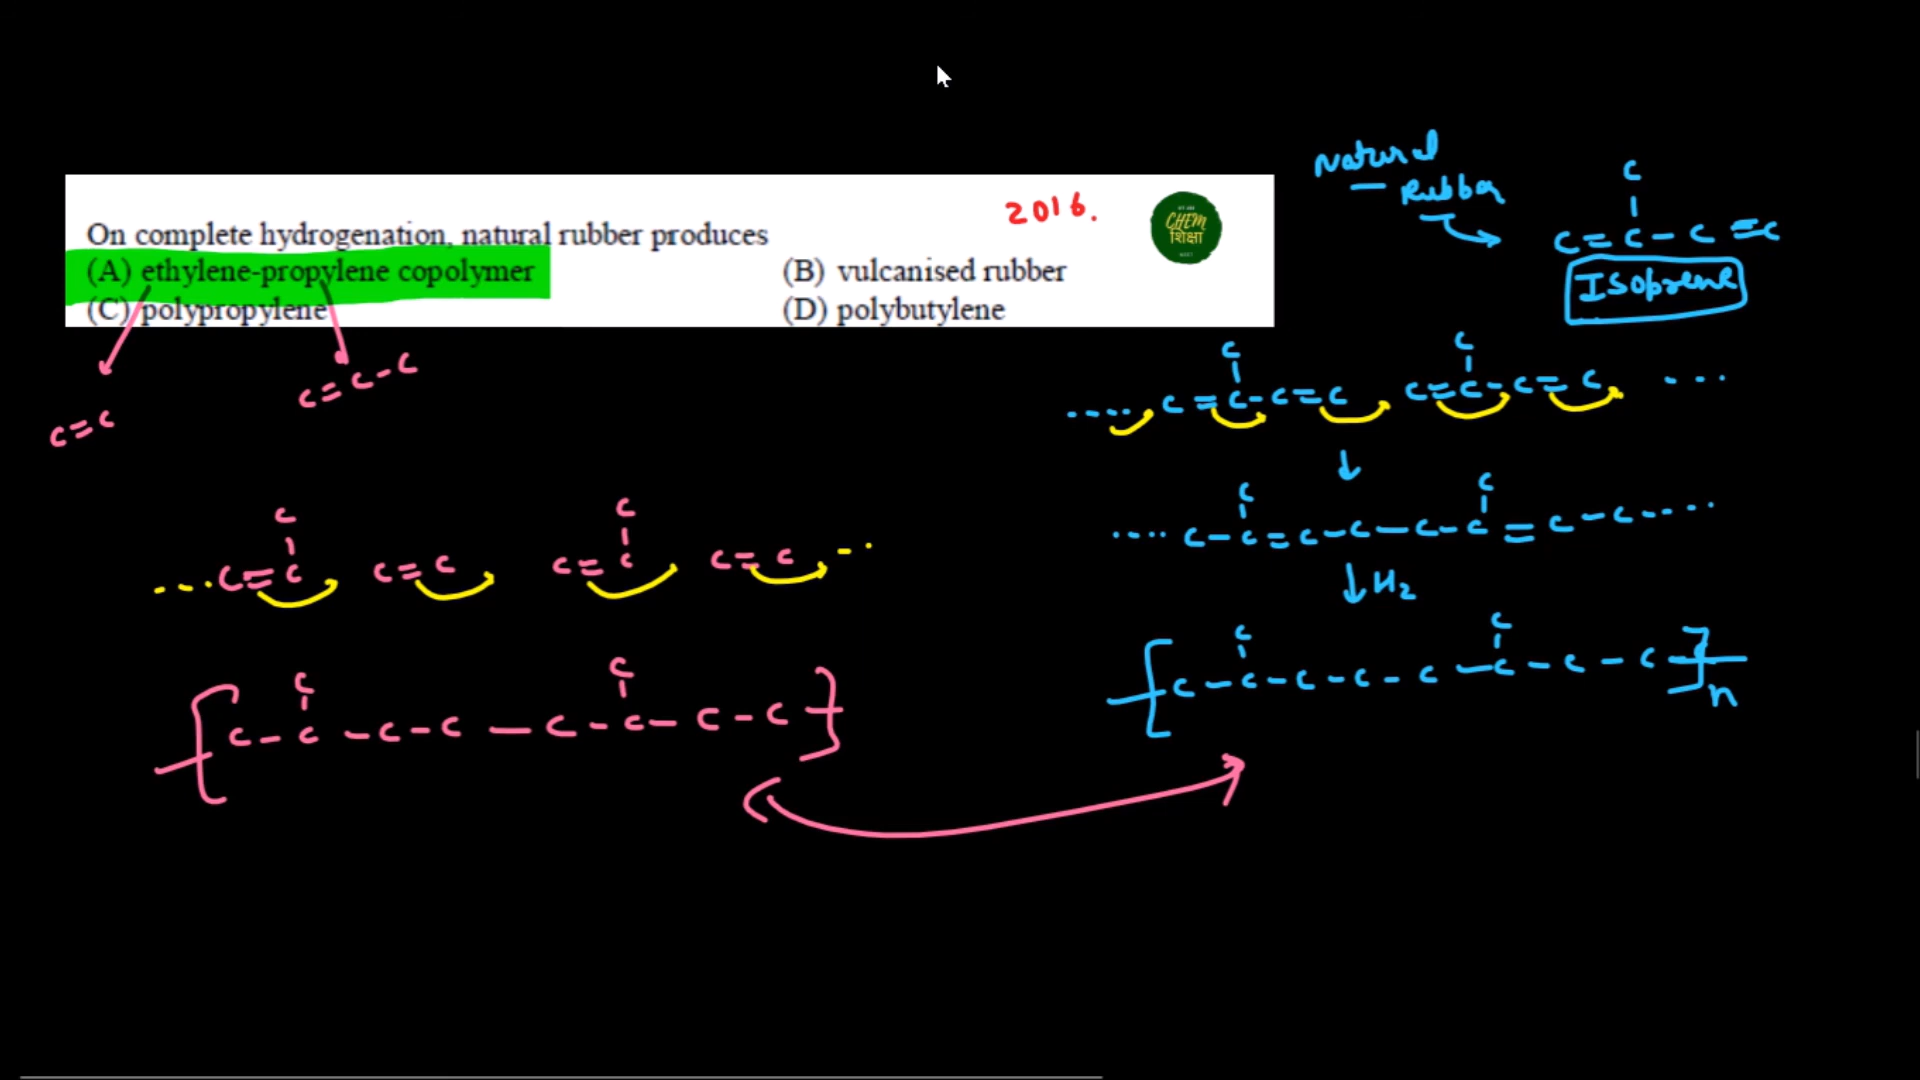 Natural
Rubber
2016.
CHEM
शिक्षा
On complete hydrogenation, natural rubber produces
(A) ethylene-propylene copolymer
(B) vulcanised rubber
(C) polypropylene
(D) polybutylene
C
C=C-C=C
Isoprene
C=C
C=C-C
C C
.....C=C-C=C C=C-C=C ...
C C
....C-C=C-C-C-C=C-C....
H2
C C
...C=C C=C C=C C=C --.
C C
[C-C-C-C-C-C-C-C]
C C
[C-C-C-C-C-C-C-C]n